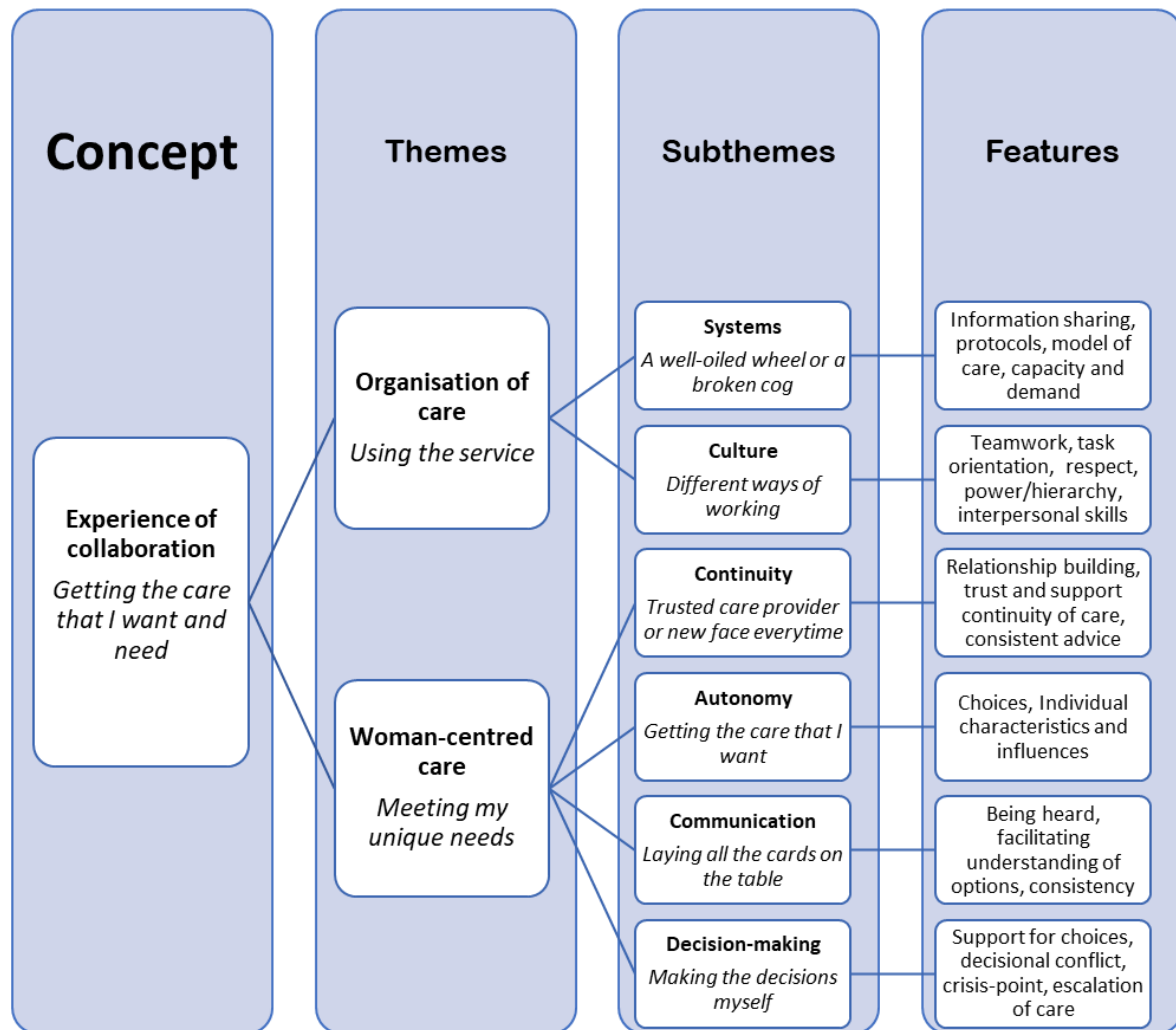 Concept
Themes
Subthemes
Features
Experience of
collaboration
Getting the care
that I want and
need
Organisation of
care
Using the service
Woman-centred
care
Meeting my
unique needs
Systems
A well-oiled wheel or a
broken cog
Culture
Different ways of
working
Continuity
Trusted care provider
or new face everytime
Autonomy
Getting the care that I
want
Communication
Laying all the cards on
the table
Decision-making
Making the decisions
myself
Information sharing,
protocols, model of
care, capacity and
demand
Teamwork, task
orientation, respect,
power/hierarchy,
interpersonal skills
Relationship building,
trust and support
continuity of care,
consistent advice
Choices, Individual
characteristics and
influences
Being heard,
facilitating
understanding of
options, consistency
Support for choices,
decisional conflict,
crisis-point, escalation
of care